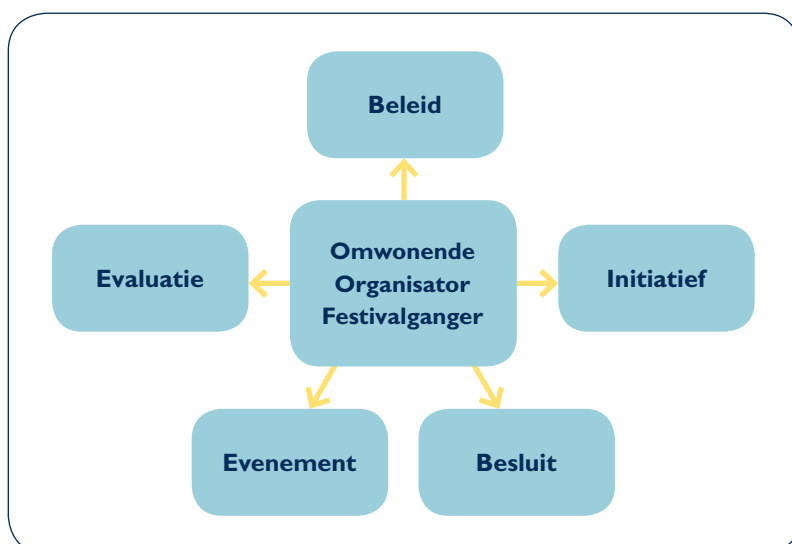 Beleid
Evaluatie
Omwonende
Organisator
Festivalganger
Initiatief
Evenement
Besluit